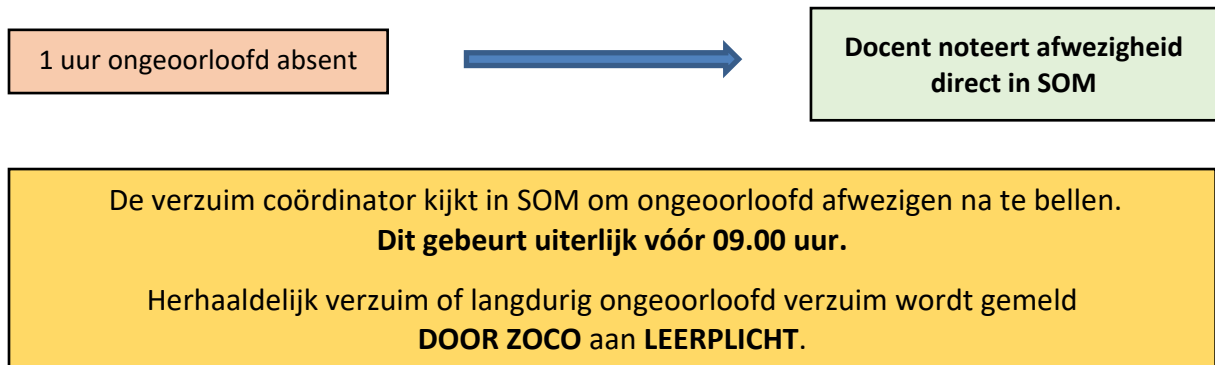 1 uur ongeoorloofd absent
Docent noteert afwezigheid
direct in SOM
De verzuim coördinator kijkt in SOM om ongeoorloofd afwezigen na te bellen.
Dit gebeurt uiterlijk vóór 09.00 uur.
Herhaaldelijk verzuim of langdurig ongeoorloofd verzuim wordt gemeld
DOOR ZOCO aan LEERPLICHT.